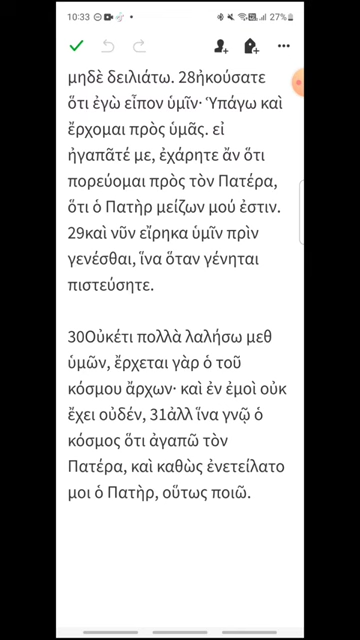 10:33
27%
μηδὲ δειλιάτω. 28ἠκούσατε
ὅτι ἐγὼ εἶπον ὑμῖν· Ὑπάγω καὶ
ἔρχομαι πρὸς ὑμᾶς. εἰ
ἠγαπᾶτέ με, ἐχάρητε ἄν ὅτι
πορεύομαι πρὸς τὸν Πατέρα,
ὅτι ὁ Πατὴρ μείζων μού ἐστιν.
29καὶ νῦν εἴρηκα ὑμῖν πρὶν
γενέσθαι, ἵνα ὅταν γένηται
πιστεύσητε.
30Οὐκέτι πολλὰ λαλήσω μεθ
ὑμῶν, ἔρχεται γὰρ ὁ τοῦ
κόσμου ἄρχων· καὶ ἐν ἐμοὶ οὐκ
ἔχει οὐδέν, 31ἀλλ ἵνα γνῷ ὁ
κόσμος ὅτι ἀγαπῶ τὸν
Πατέρα, καὶ καθὼς ἐνετείλατο
μοι ὁ Πατὴρ, οὕτως ποιῶ.